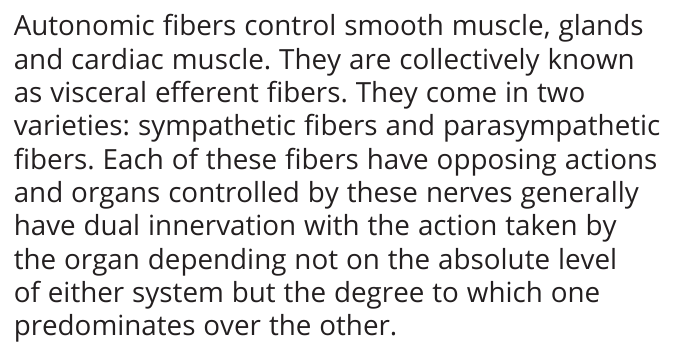 Autonomic fibers control smooth muscle, glands
and cardiac muscle. They are collectively known
as visceral efferent fibers. They come in two
varieties: sympathetic fibers and parasympathetic
fibers. Each of these fibers have opposing actions
and organs controlled by these nerves generally
have dual innervation with the action taken by
the organ depending not on the absolute level
of either system but the degree to which one
predominates over the other.